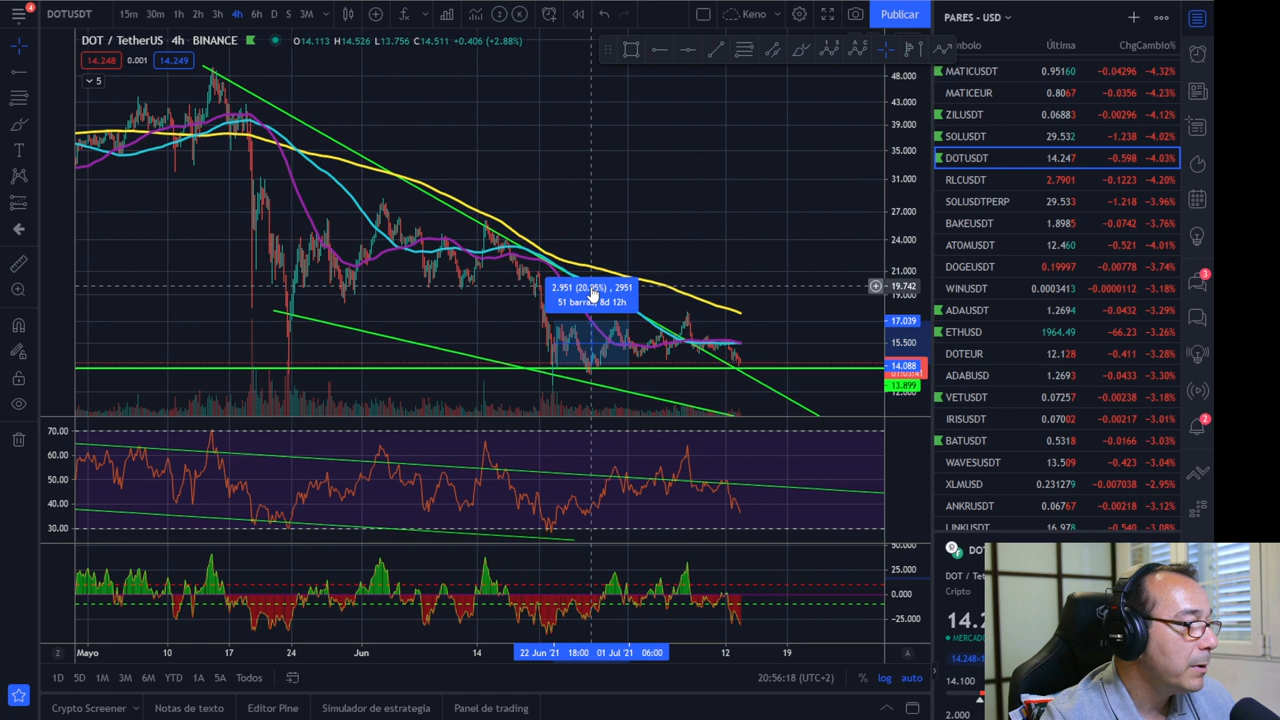 4
DOTUSDT
15m 30m 1h 2h 3h 4h 6h D S 3M
2 K
Keno
Publicar
PARES - USD
DOT / TetherUS 4h BINANCE
O14.113 H14.526 L13.756 C14.511 +0.406 (+2.88%)
14.248 0.001 14.249
5
Última
48.000
43.000
39.000
35.000
31.000
27.000
24.000
21.000
19.742
19.000
17.039
15.500
14.088
13.899
12.000
2.951 (20.95%) , 2951
51 barras, 8d 12h
70.00
60.00
50.00
40.00
30.00
50.000
25.000
0.000
-25.000
Z Mayo 10 17 24 Jun 14 22 Jun '21 18:00 01 Jul '21 06:00 12 19 A
1D 5D 1M 3M 6M YTD 1A 5A Todos
20:56:18 (UTC+2) % log auto
Crypto Screener Notas de texto Editor Pine Simulador de estrategia Panel de trading
MATICUSDT 0.95160 -0.04296 -4.32%
MATICEUR 0.8067 -0.0356 -4.23%
ZILUSDT 0.06883 -0.00296 -4.12%
SOLUSDT 29.532 -1.238 -4.02%
DOTUSDT 14.247 -0.598 -4.03%
RLCUSDT 2.7901 -0.1223 -4.20%
SOLUSDTPERP 29.533 -1.218 -3.96%
BAKEUSDT 1.8985 -0.0742 -3.76%
ATOMUSDT 12.460 -0.521 -4.01%
DOGEUSDT 0.19997 -0.00778 -3.74%
WINUSDT 0.0003413 -0.0000112 -3.18%
ADAUSDT 1.2694 -0.0430 -3.28%
ETHUSD 1964.49 -66.23 -3.26%
DOTEUR 12.128 -0.411 -3.28%
ADABUSD 1.2693 -0.0433 -3.30%
VETUSDT 0.07257 -0.00238 -3.18%
IRISUSDT 0.0702 -0.00217 -3.01%
BATUSDT 0.5318 -0.0166 -3.03%
WAVESUSDT 13.509 -0.423 -3.04%
XLMUSD 0.231279 -0.007038 -2.95%
ANKRUSDT 0.06767 -0.00218 -3.12%
LINKUSDT 16.978 -0.540 -3.08%
3
2
DO
DOT / Te
Cripto
14.2
MERCADO
14.248
14.100
2.000